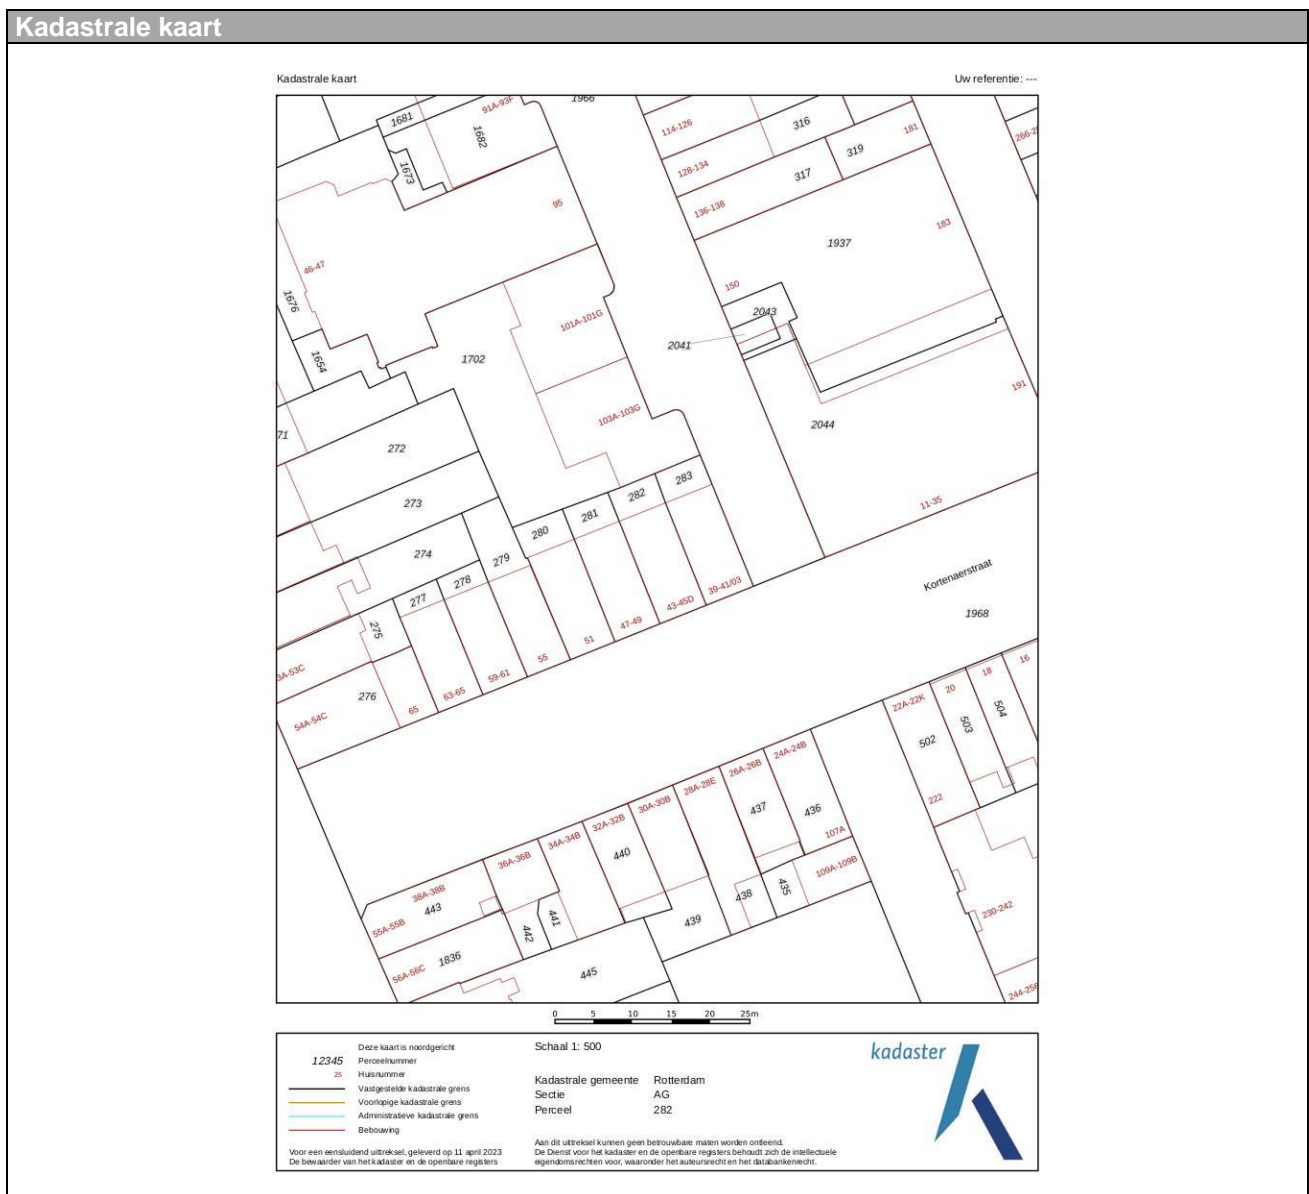 Kadastrale kaart
Kadastrale kaart
Uw referentie: ---
1966
91A-93F
1681
1682
1673
114-126
316
181
266-2
128-134
319
317
136-138
95
183
1937
46-47
150
1676
2043
101A-101G
2041
1654
1702
191
103A-103G
2044
71
272
283
282
273
11-35
281
280
274
279
278
277
Kortenaerstraat
39-41/03
43-45D
1968
47-49
275
51
55
16
18
3A-53C
59-61
20
276
63-65
22A-22K
65
54A-54C
504
503
502
24A-24B
26A-26B
28A-28E
222
30A-30B
437
436
32A-32B
107A
34A-34B
440
36A-36B
109A-109B
38A-38B
435
438
443
441
230-242
439
55A-55B
442
1836
56A-56C
445
244-256
0 5 10 15 20 25m
Deze kaart is noordgericht
12345 Perceelnummer
25 Huisnummer
Vastgestelde kadastrale grens
Voorlopige kadastrale grens
Administratieve kadastrale grens
Bebouwing
Voor een eensluidend uittreksel, geleverd op 11 april 2023
De bewaarder van het kadaster en de openbare registers
Schaal 1: 500
Kadastrale gemeente Rotterdam
Sectie AG
Perceel 282
Aan dit uittreksel kunnen geen betrouwbare maten worden ontleend.
De Dienst voor het kadaster en de openbare registers behoudt zich de intellectuele
eigendomsrechten voor, waaronder het auteursrecht en het databankenrecht.
kadaster